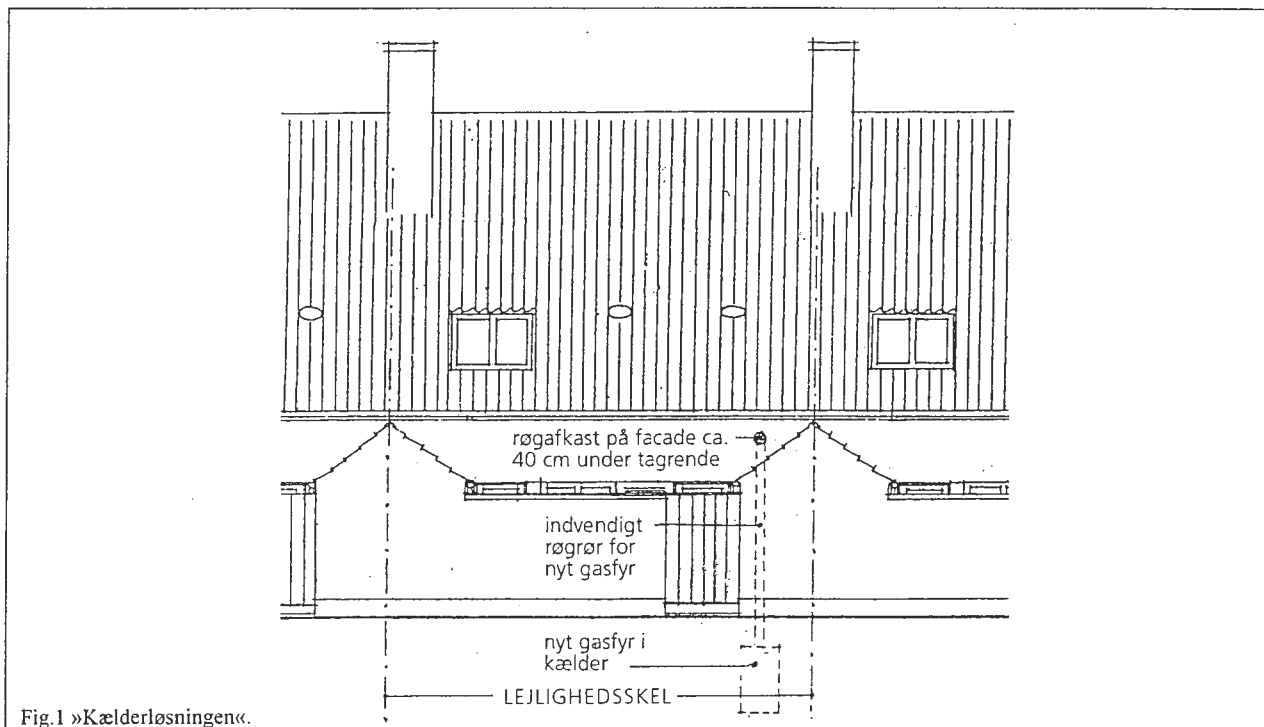 røgafkast på facade ca.
40 cm under tagrende
indvendigt
røgrør for
nyt gasfyr
nyt gasfyr i
kælder
LEJLIGHEDSSKEL
Fig.1 »Kælderløsningen«.